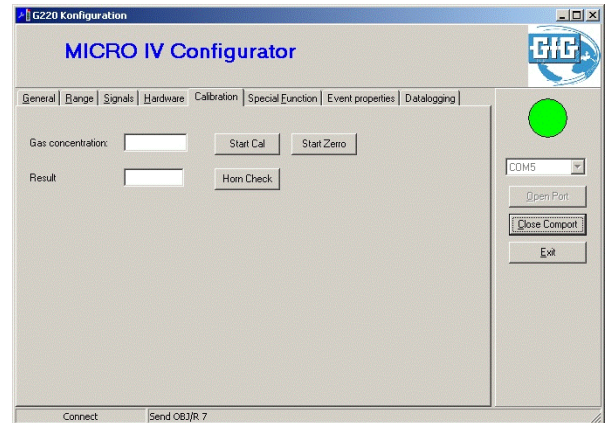 G220 Konfiguration
MICRO IV Configurator
GfG
General Range Signals Hardware Calibration Special Function Event properties Datalogging
Gas concentration: Start Cal Start Zerro
Result Horn Check
COM5
Open Port
Close Comport
Exit
Connect Send OBJ/R 7